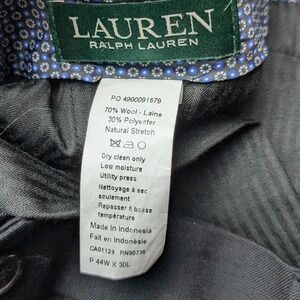 LAUREN
RALPH LAUREN
PO 4900091679
70% Wool - Laine
30% Polyester
Natural Stretch
Dry clean only
Low moisture
Utility press
Nettoyage à sec
seulement
Repasser à basse
température
Made in Indonesia
Fait en Indonésie
CA01129 RN90736
P 44W X 30L